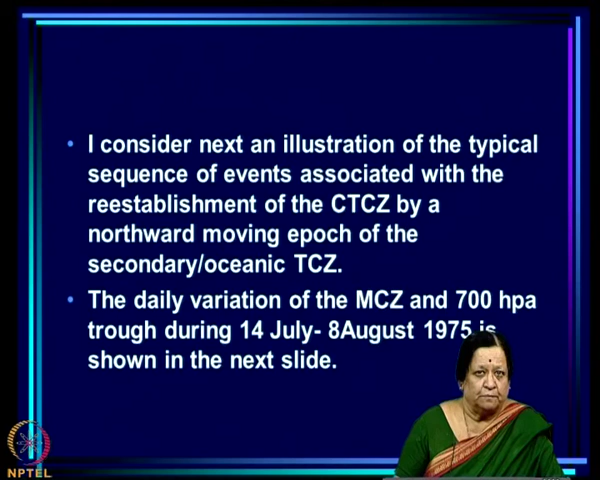 • I consider next an illustration of the typical
sequence of events associated with the
reestablishment of the CTCZ by a
northward moving epoch of the
secondary/oceanic TCZ.
• The daily variation of the MCZ and 700 hpa
trough during 14 July- 8August 1975 is
shown in the next slide.
NPTEL